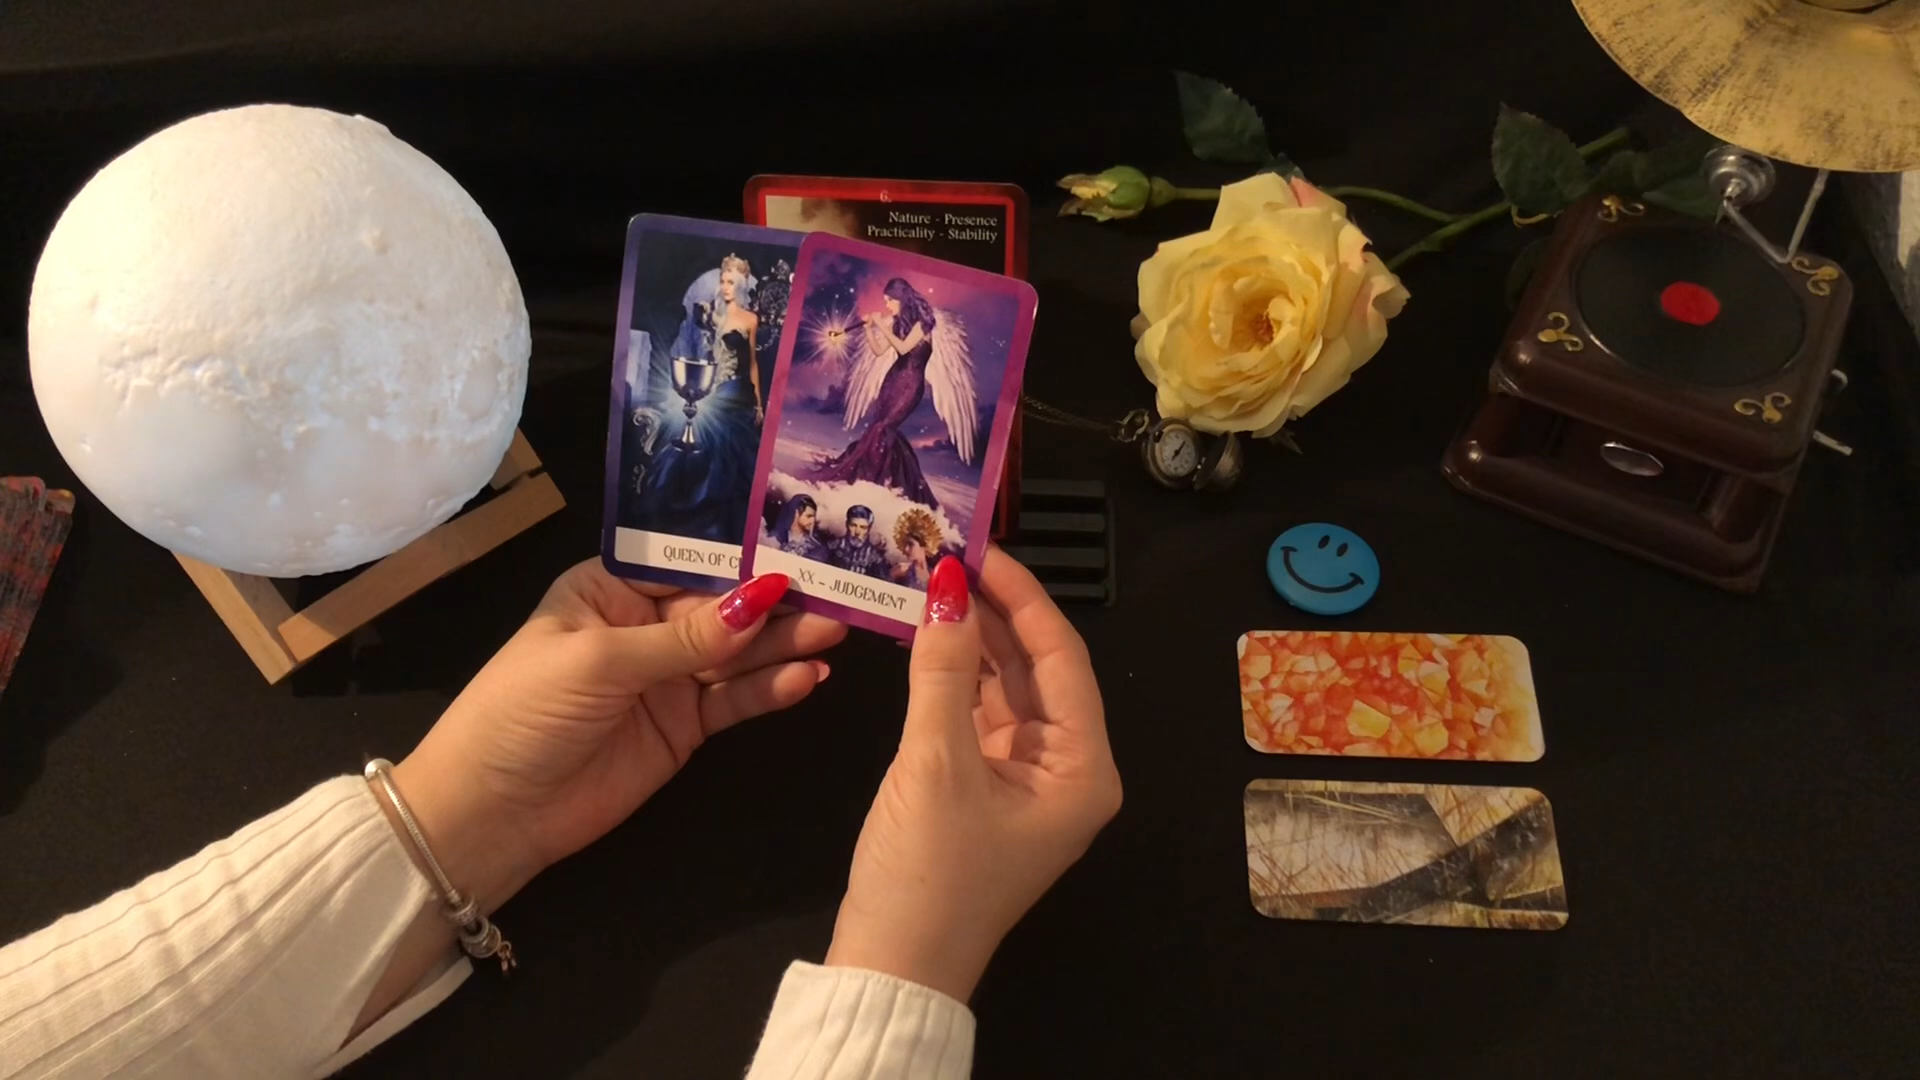 6.
Nature - Presence
Practicality - Stability
QUEEN OF
XX - JUDGEMENT